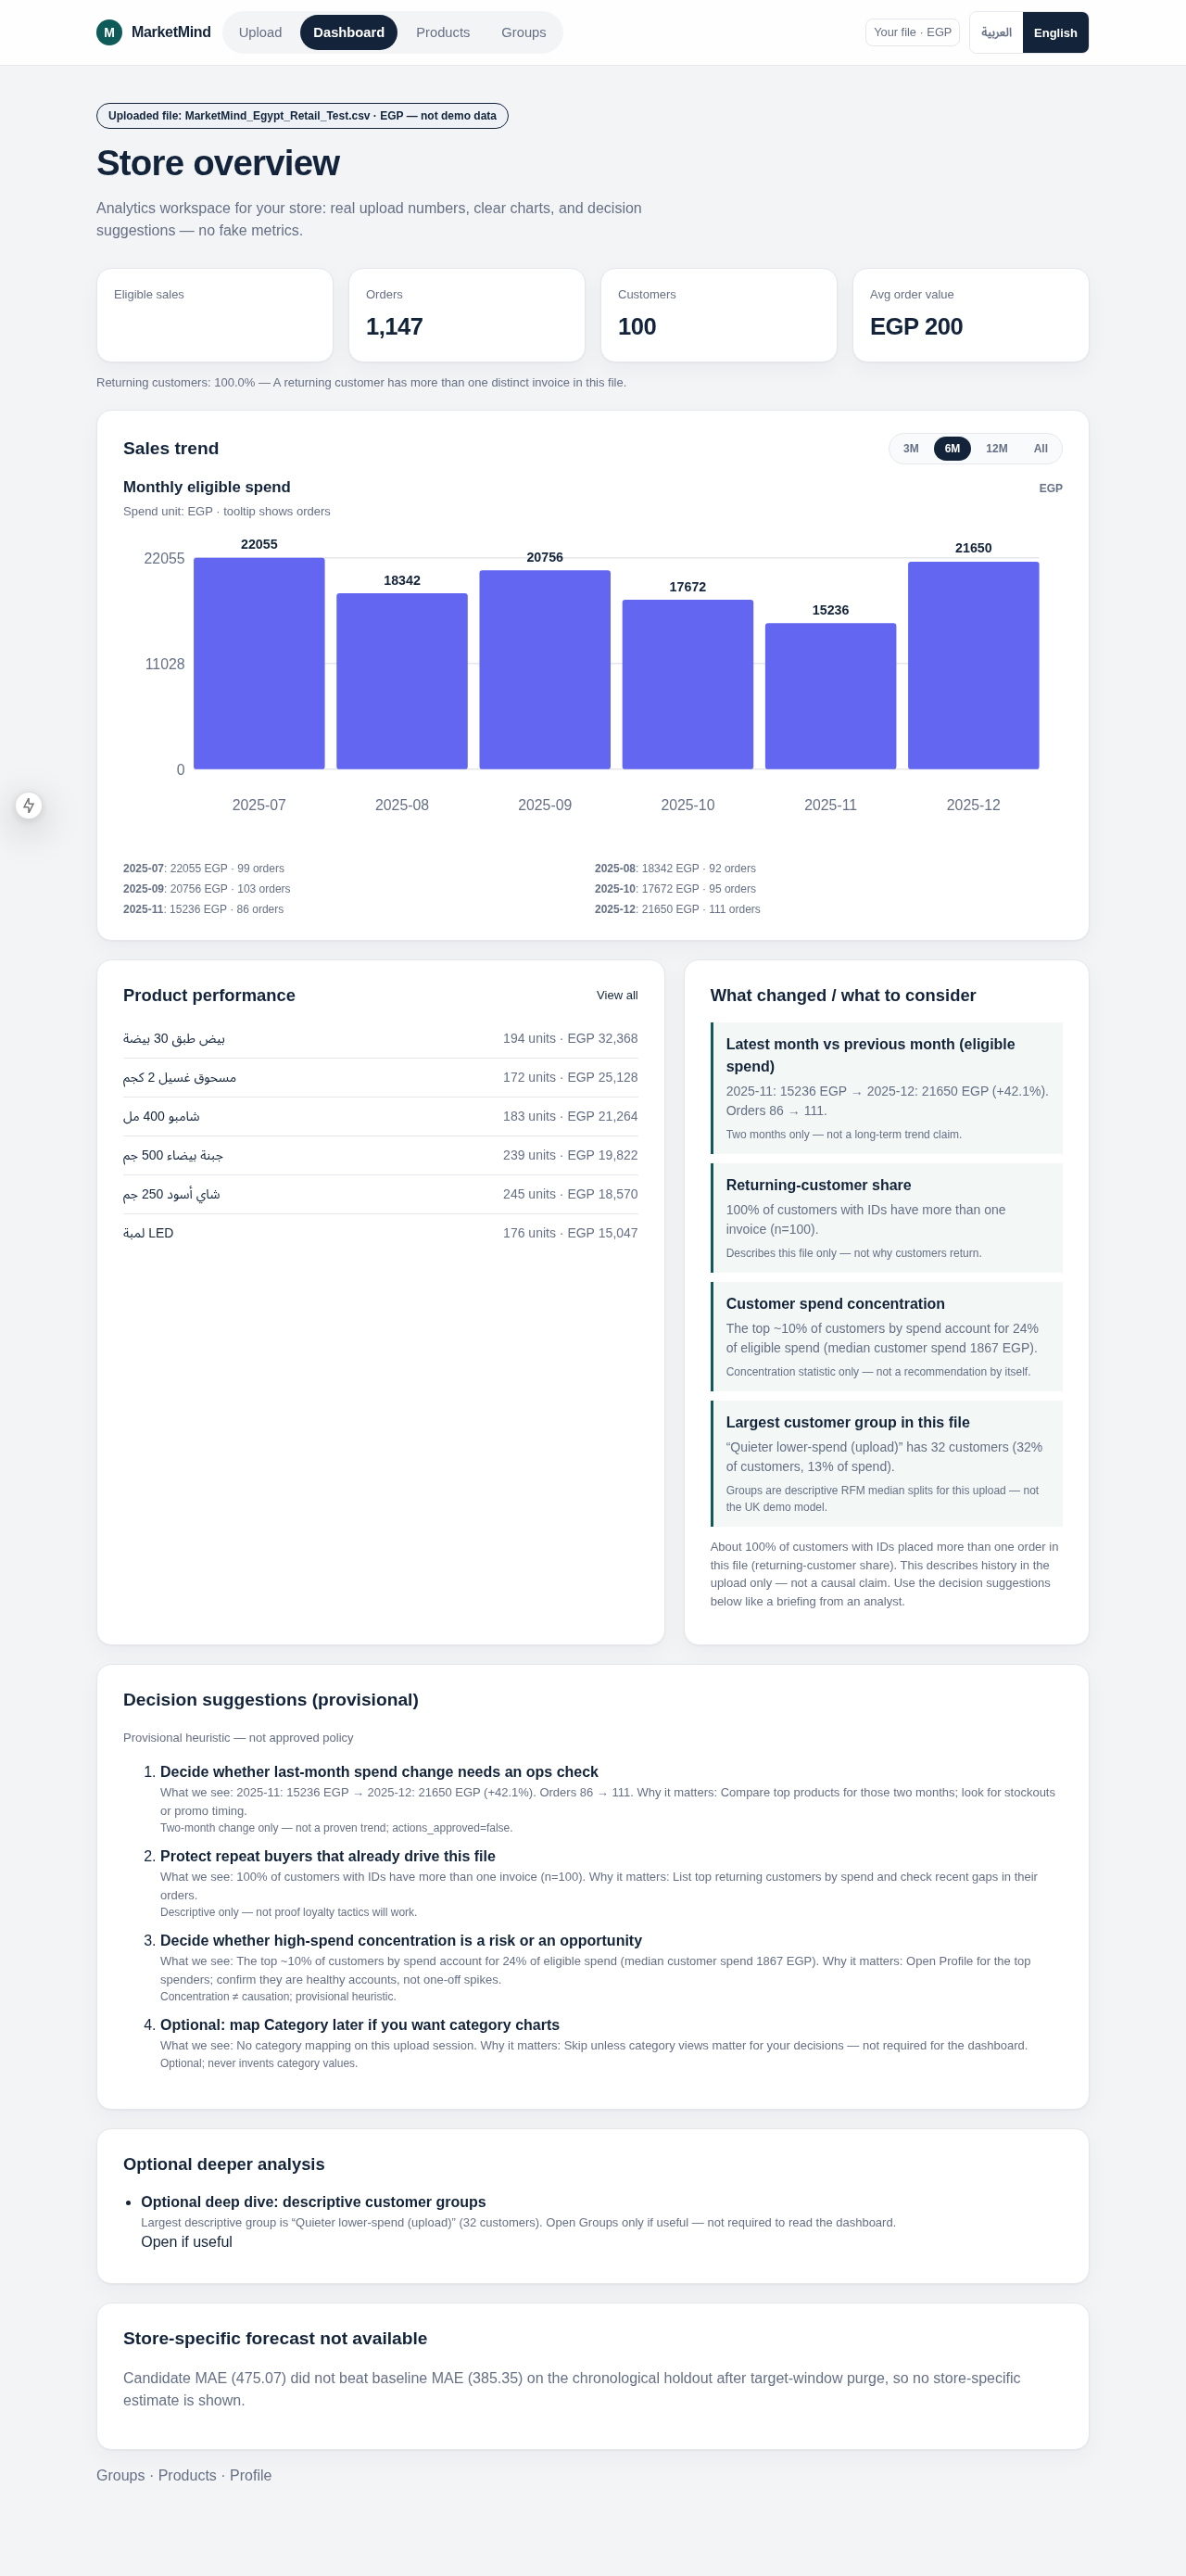 M MarketMind Upload Dashboard Products Groups Your file · EGP العربية English
Uploaded file: MarketMind_Egypt_Retail_Test.csv · EGP — not demo data
Store overview
Analytics workspace for your store: real upload numbers, clear charts, and decision
suggestions — no fake metrics.
Eligible sales
Orders
1,147
Customers
100
Avg order value
EGP 200
Returning customers: 100.0% — A returning customer has more than one distinct invoice in this file.
Sales trend
3M 6M 12M All
Monthly eligible spend
EGP
Spend unit: EGP · tooltip shows orders
22055
11028
0
22055
18342
20756
17672
15236
21650
2025-07 2025-08 2025-09 2025-10 2025-11 2025-12
2025-07: 22055 EGP · 99 orders
2025-08: 18342 EGP · 92 orders
2025-09: 20756 EGP · 103 orders
2025-10: 17672 EGP · 95 orders
2025-11: 15236 EGP · 86 orders
2025-12: 21650 EGP · 111 orders
Product performance
View all
بيض طبق 30 بيضة
194 units · EGP 32,368
مسحوق غسيل 2 كجم
172 units · EGP 25,128
شامبو 400 مل
183 units · EGP 21,264
جبنة بيضاء 500 جم
239 units · EGP 19,822
شاي أسود 250 جم
245 units · EGP 18,570
لمبة LED
176 units · EGP 15,047
What changed / what to consider
Latest month vs previous month (eligible
spend)
2025-11: 15236 EGP → 2025-12: 21650 EGP (+42.1%).
Orders 86 → 111.
Two months only — not a long-term trend claim.
Returning-customer share
100% of customers with IDs have more than one
invoice (n=100).
Describes this file only — not why customers return.
Customer spend concentration
The top ~10% of customers by spend account for 24%
of eligible spend (median customer spend 1867 EGP).
Concentration statistic only — not a recommendation by itself.
Largest customer group in this file
“Quieter lower-spend (upload)” has 32 customers (32%
of customers, 13% of spend).
Groups are descriptive RFM median splits for this upload — not
the UK demo model.
About 100% of customers with IDs placed more than one order in
this file (returning-customer share). This describes history in the
upload only — not a causal claim. Use the decision suggestions
below like a briefing from an analyst.
Decision suggestions (provisional)
Provisional heuristic — not approved policy
1. Decide whether last-month spend change needs an ops check
What we see: 2025-11: 15236 EGP → 2025-12: 21650 EGP (+42.1%). Orders 86 → 111. Why it matters: Compare top products for those two months; look for stockouts
or promo timing.
Two-month change only — not a proven trend; actions_approved=false.
2. Protect repeat buyers that already drive this file
What we see: 100% of customers with IDs have more than one invoice (n=100). Why it matters: List top returning customers by spend and check recent gaps in their
orders.
Descriptive only — not proof loyalty tactics will work.
3. Decide whether high-spend concentration is a risk or an opportunity
What we see: The top ~10% of customers by spend account for 24% of eligible spend (median customer spend 1867 EGP). Why it matters: Open Profile for the top
spenders; confirm they are healthy accounts, not one-off spikes.
Concentration ≠ causation; provisional heuristic.
4. Optional: map Category later if you want category charts
What we see: No category mapping on this upload session. Why it matters: Skip unless category views matter for your decisions — not required for the dashboard.
Optional; never invents category values.
Optional deeper analysis
• Optional deep dive: descriptive customer groups
Largest descriptive group is “Quieter lower-spend (upload)” (32 customers). Open Groups only if useful — not required to read the dashboard.
Open if useful
Store-specific forecast not available
Candidate MAE (475.07) did not beat baseline MAE (385.35) on the chronological holdout after target-window purge, so no store-specific
estimate is shown.
Groups · Products · Profile